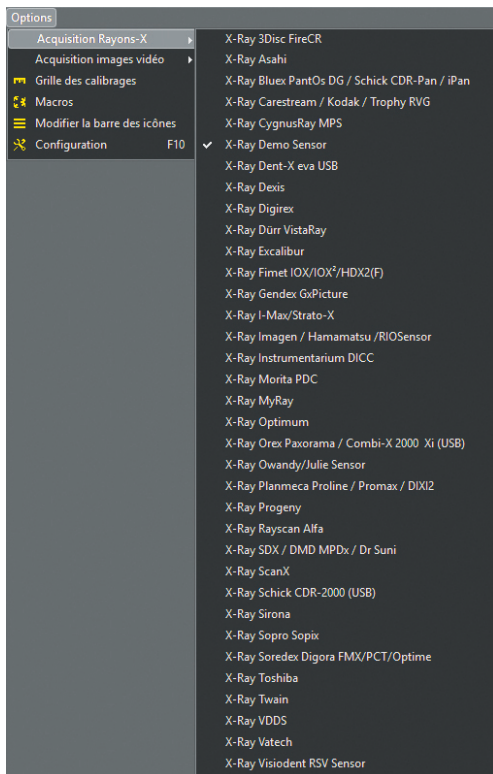 Options
Acquisition Rayons-X
Acquisition images vidéo
Grille des calibrages
Macros
Modifier la barre des icônes
Configuration F10
X-Ray 3Disc FireCR
X-Ray Asahi
X-Ray Bluex PantOs DG / Schick CDR-Pan / iPan
X-Ray Carestream / Kodak / Trophy RVG
X-Ray CygnusRay MPS
X-Ray Demo Sensor
X-Ray Dent-X eva USB
X-Ray Dexis
X-Ray Digirex
X-Ray Dürr VistaRay
X-Ray Excalibur
X-Ray Fimet IOX/IOX²/HDX2(F)
X-Ray Gendex GxPicture
X-Ray I-Max/Strato-X
X-Ray Imagen / Hamamatsu /RIOSensor
X-Ray Instrumentarium DICC
X-Ray Morita PDC
X-Ray MyRay
X-Ray Optimum
X-Ray Orex Paxorama / Combi-X 2000 Xi (USB)
X-Ray Owandy/Julie Sensor
X-Ray Planmeca Proline / Promax / DIXI2
X-Ray Progeny
X-Ray Rayscan Alfa
X-Ray SDX / DMD MPDx / Dr Suni
X-Ray ScanX
X-Ray Schick CDR-2000 (USB)
X-Ray Sirona
X-Ray Sopro Sopix
X-Ray Soredex Digora FMX/PCT/Optime
X-Ray Toshiba
X-Ray Twain
X-Ray VDDS
X-Ray Vatech
X-Ray Visiodent RSV Sensor